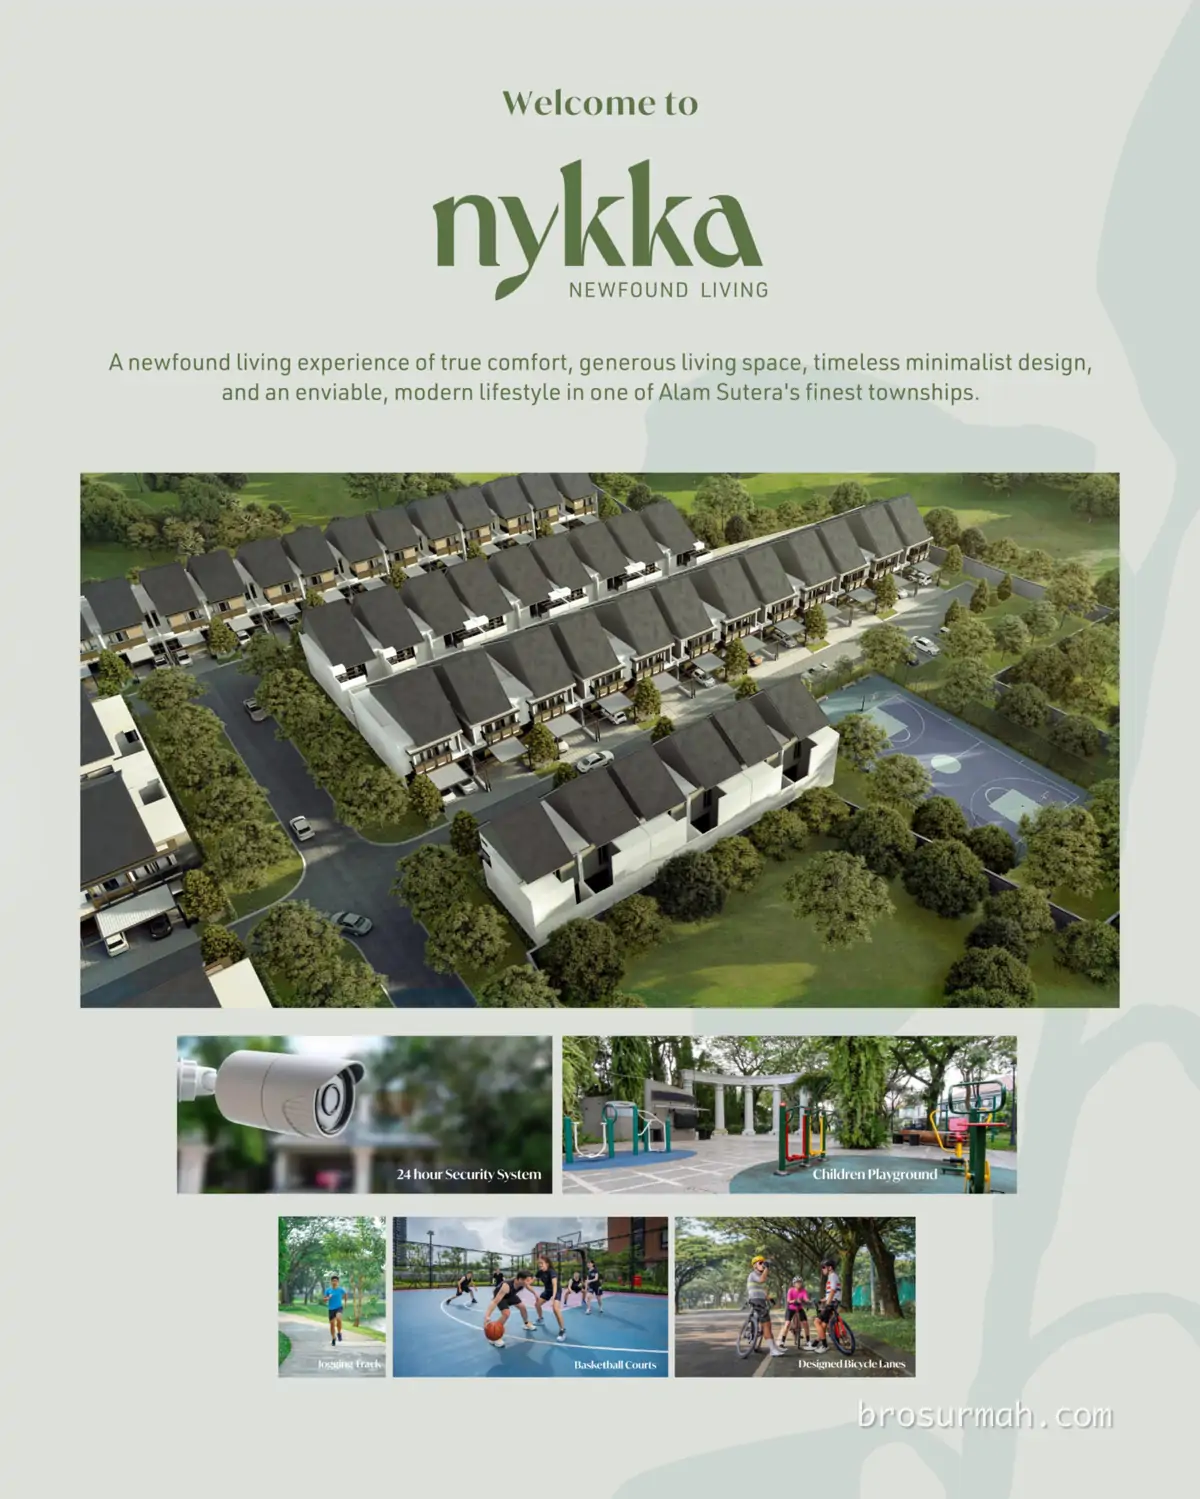 Welcome to
nykka
NEWFOUND LIVING
A newfound living experience of true comfort, generous living space, timeless minimalist design,
and an enviable, modern lifestyle in one of Alam Sutera's finest townships.
24 hour Security System
Children Playground
Jogging Track
Basketball Courts
Designed Bicycle Lanes
brosurmah.com